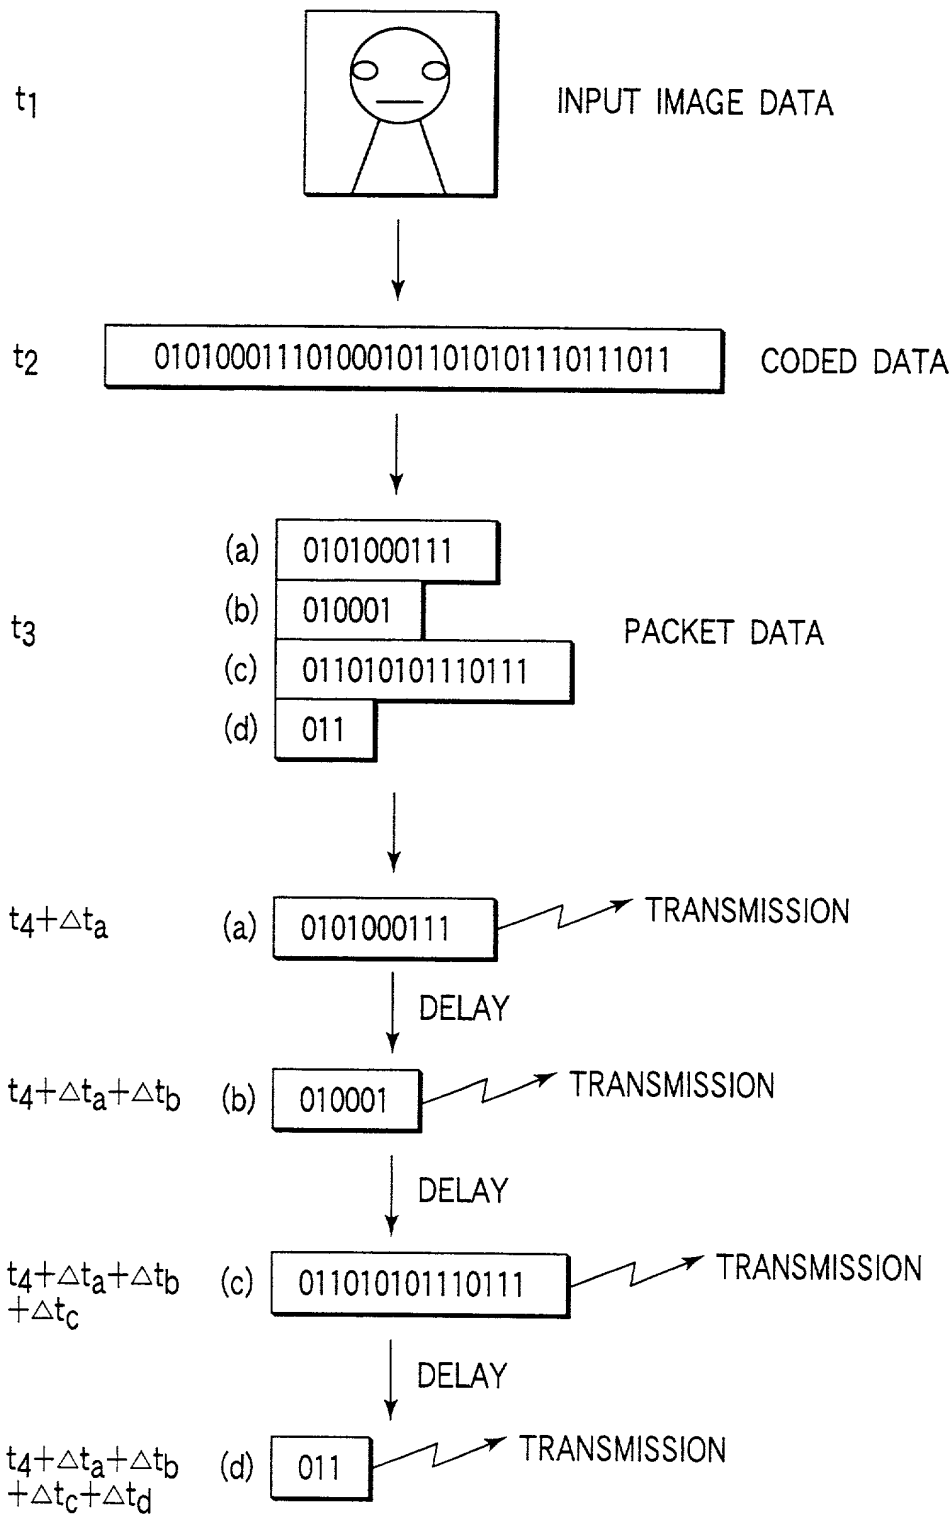 t1 INPUT IMAGE DATA
t2 0101000111010001011010101110111011 CODED DATA
(a) 0101000111
(b) 010001
t3 PACKET DATA
(c) 011010101110111
(d) 011
t4+△ta (a) 0101000111 TRANSMISSION
DELAY
t4+△ta+△tb (b) 010001 TRANSMISSION
DELAY
t4+△ta+△tb (c) 011010101110111 TRANSMISSION
+△tc
DELAY
t4+△ta+△tb (d) 011 TRANSMISSION
+△tc+△td